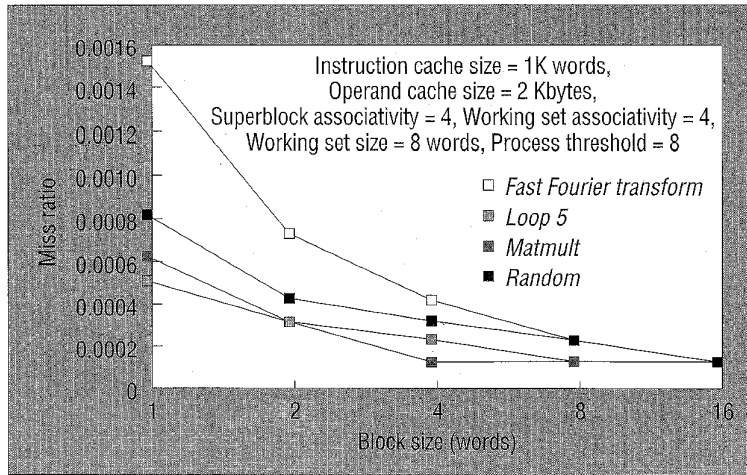 0.0016
0.0014
0.0012
0.0010
0.0008
0.0006
0.0004
0.0002
0
Miss ratio
Instruction cache size = 1K words,
Operand cache size = 2 Kbytes,
Superblock associativity = 4, Working set associativity = 4,
Working set size = 8 words, Process threshold = 8
Fast Fourier transform
Loop 5
Matmult
Random
1 2 4 8 16
Block size (words)